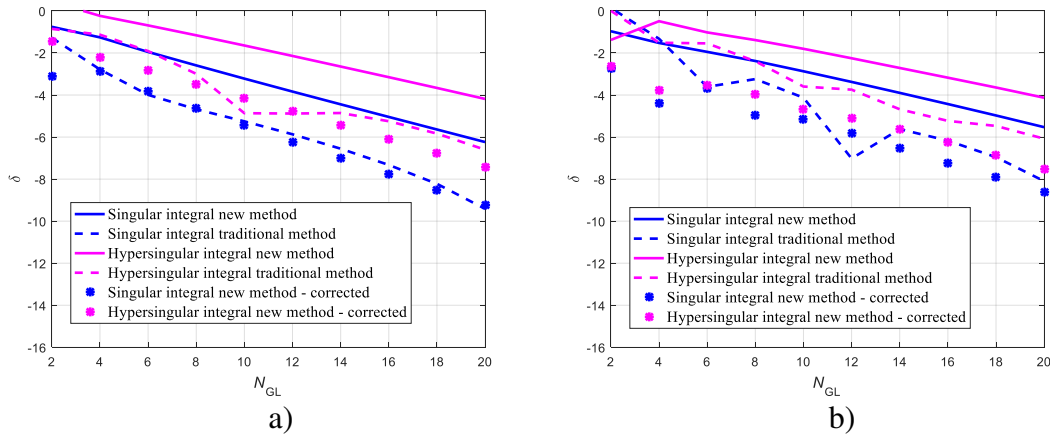 0
-2
-4
-6
-8
-10
-12
-14
-16
δ
Singular integral new method
Singular integral traditional method
Hypersingular integral new method
Hypersingular integral traditional method
Singular integral new method - corrected
Hypersingular integral new method - corrected
2 4 6 8 10 12 14 16 18 20
N_GL
a)
0
-2
-4
-6
-8
-10
-12
-14
-16
δ
Singular integral new method
Singular integral traditional method
Hypersingular integral new method
Hypersingular integral traditional method
Singular integral new method - corrected
Hypersingular integral new method - corrected
2 4 6 8 10 12 14 16 18 20
N_GL
b)